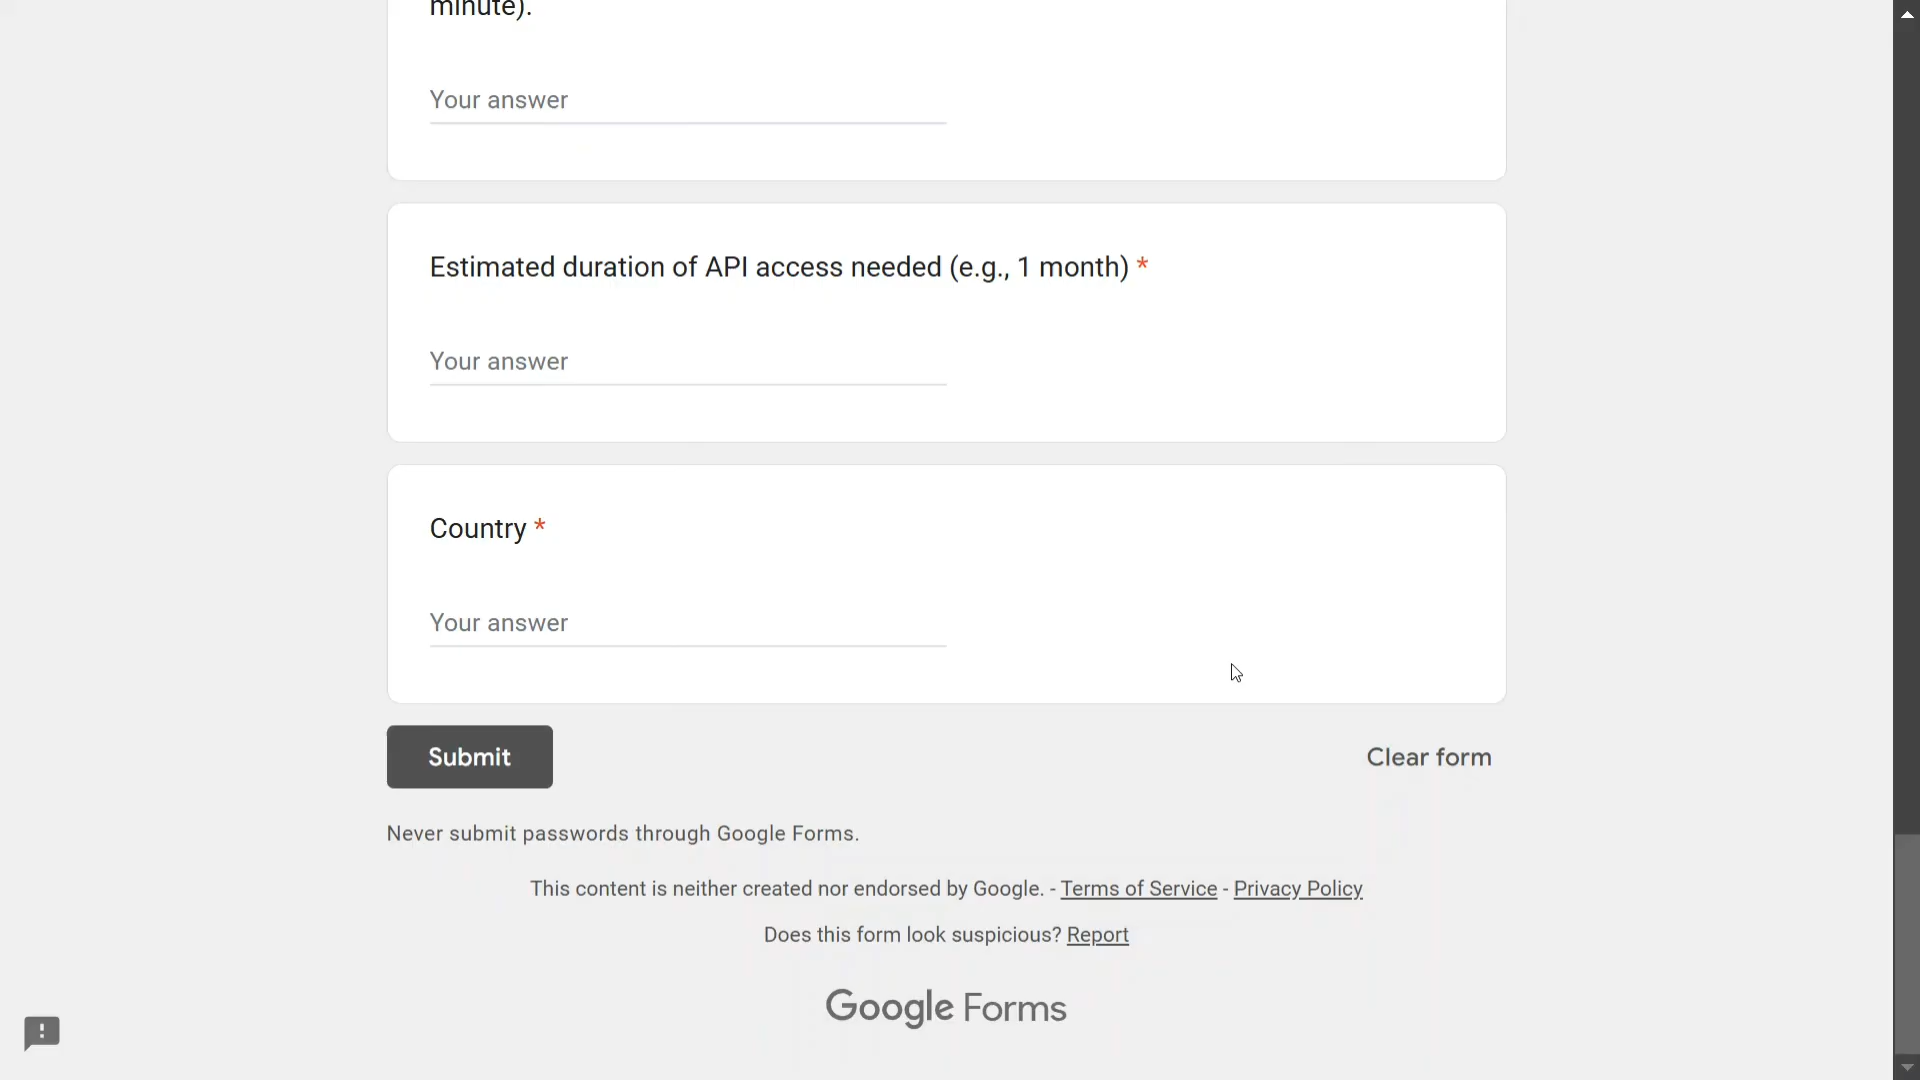 minute).
Your answer
Estimated duration of API access needed (e.g., 1 month) *
Your answer
Country *
Your answer
Submit
Clear form
Never submit passwords through Google Forms.
This content is neither created nor endorsed by Google. - Terms of Service - Privacy Policy
Does this form look suspicious? Report
Google Forms